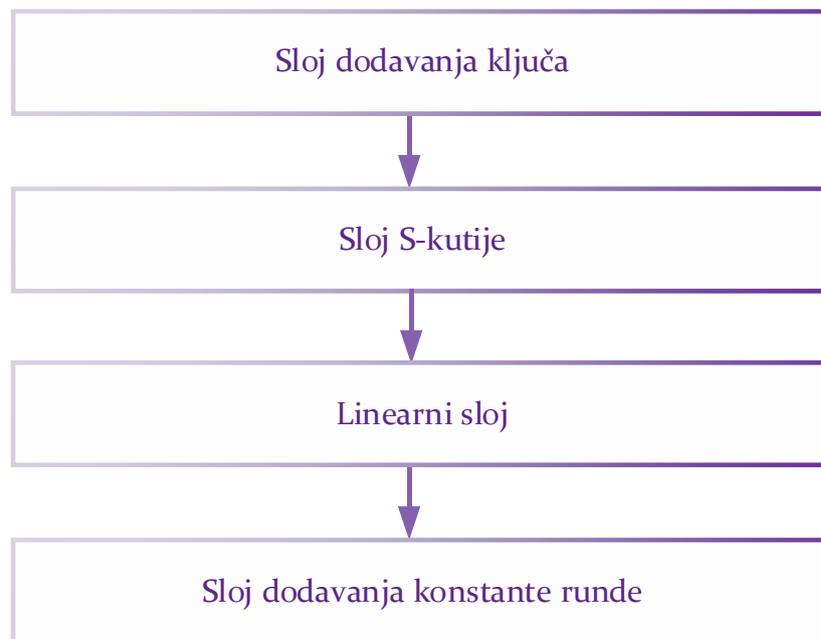 Sloj dodavanja ključa
Sloj S-kutije
Linearni sloj
Sloj dodavanja konstante runde